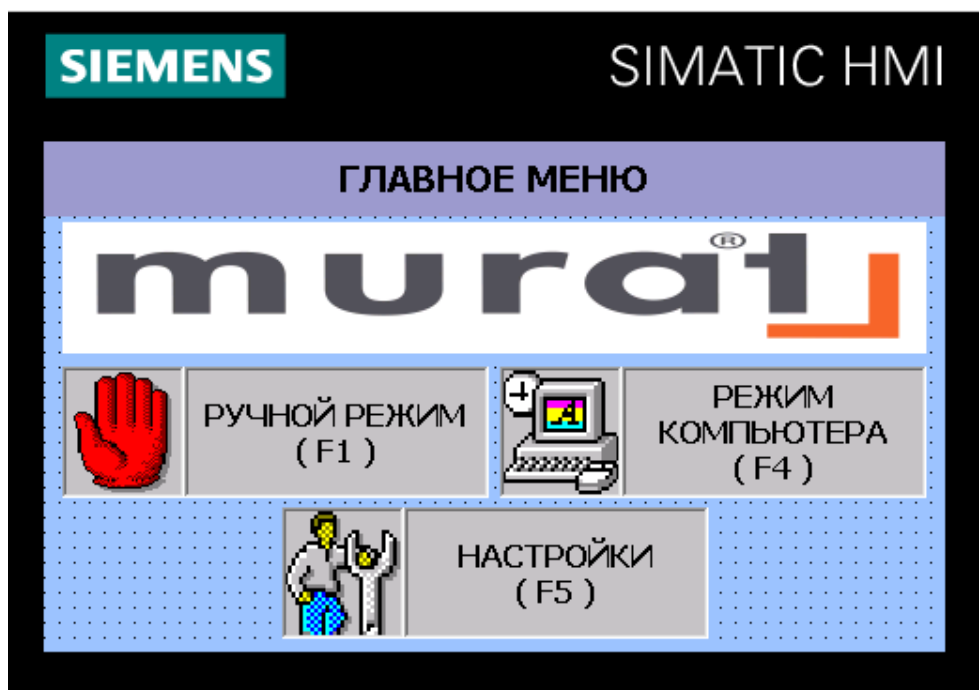 SIEMENS
SIMATIC HMI
ГЛАВНОЕ МЕНЮ
murat®
РУЧНОЙ РЕЖИМ
( F1 )
A
РЕЖИМ
КОМПЬЮТЕРА
( F4 )
НАСТРОЙКИ
( F5 )